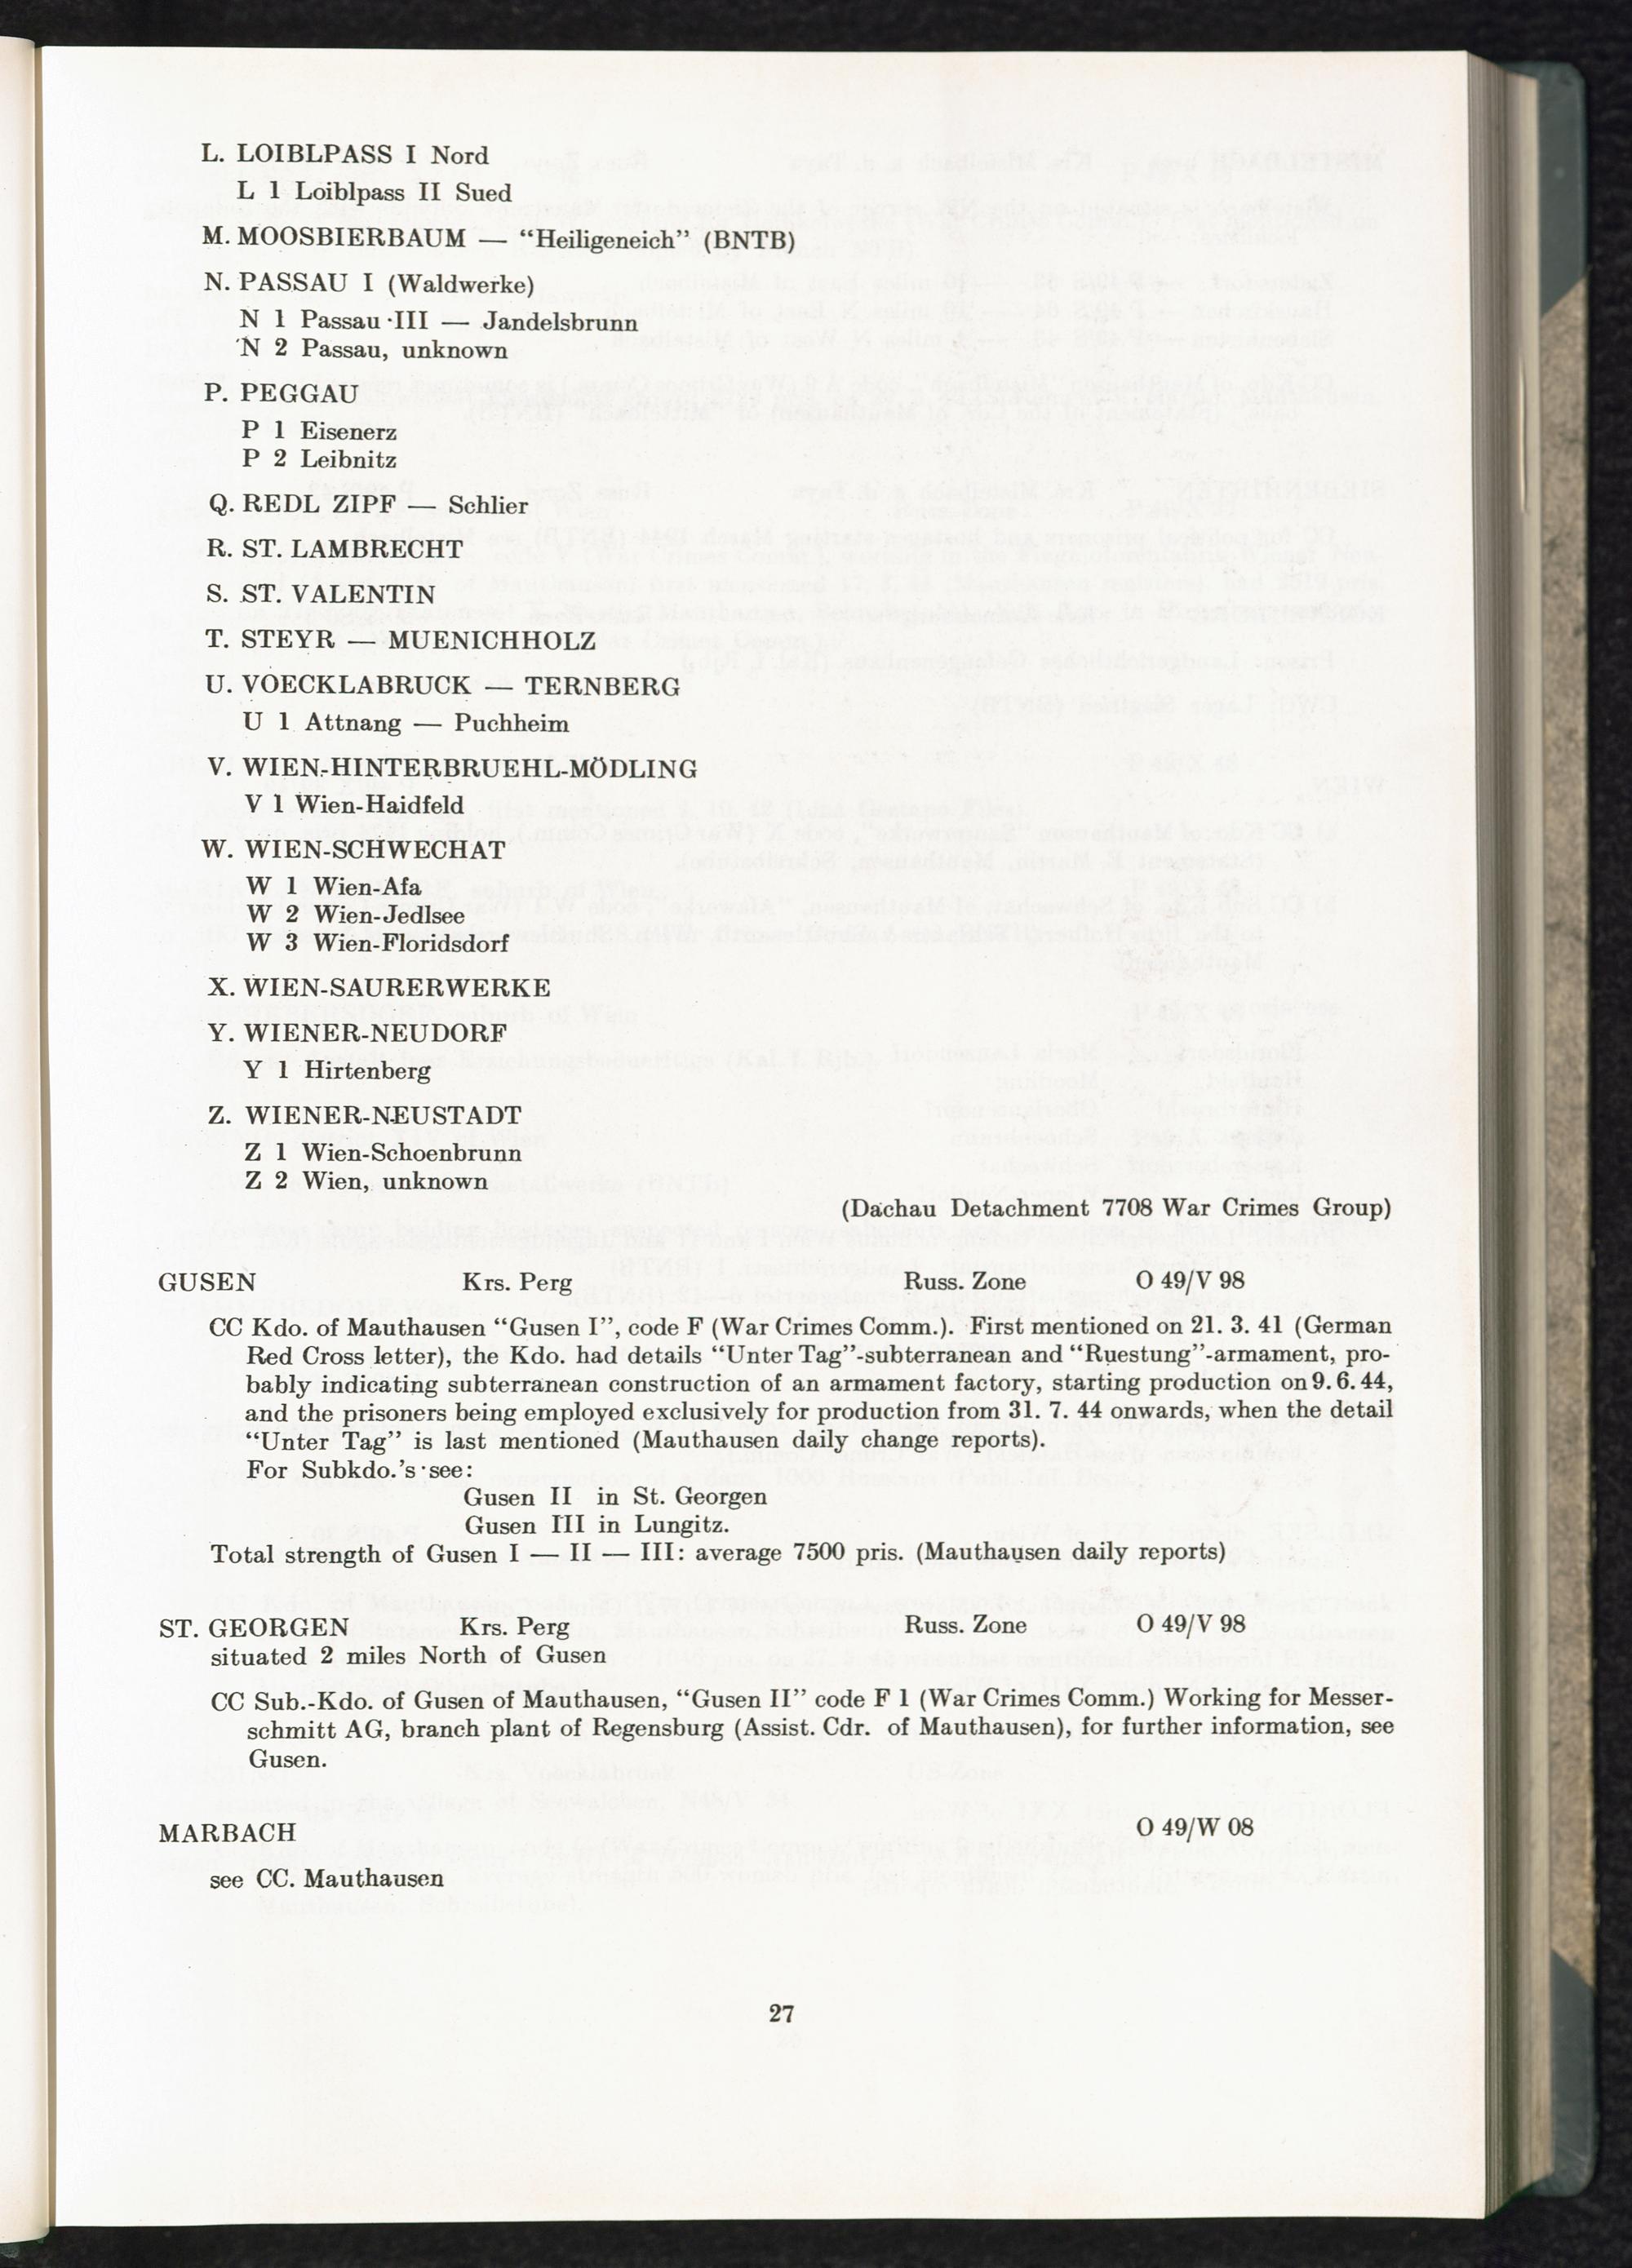 L. LOIBLPASS I Nord
L 1 Loiblpass II Sued
M. MOOSBIERBAUM — “Heiligeneich” (BNTB)
N. PASSAU I (Waldwerke)
N 1 Passau III — Jandelsbrunn
N 2 Passau, unknown
P. PEGGAU
P 1 Eisenerz
P 2 Leibnitz
Q. REDL ZIPF — Schlier
R. ST. LAMBRECHT
S. ST. VALENTIN
T. STEYR — MUENICHHOLZ
U. VOECKLABRUCK — TERNBERG
U 1 Attnang — Puchheim
V. WIEN-HINTERBRUEHL-MÖDLING
V 1 Wien-Haidfeld
W. WIEN-SCHWECHAT
W 1 Wien-Afa
W 2 Wien-Jedlsee
W 3 Wien-Floridsdorf
X. WIEN-SAURERWERKE
Y. WIENER-NEUDORF
Y 1 Hirtenberg
Z. WIENER-NEUSTADT
Z 1 Wien-Schoenbrunn
Z 2 Wien, unknown
(Dachau Detachment 7708 War Crimes Group)
GUSEN Krs. Perg Russ. Zone O 49/V 98
CC Kdo. of Mauthausen “Gusen I”, code F (War Crimes Comm.). First mentioned on 21. 3. 41 (German
Red Cross letter), the Kdo. had details “Unter Tag”-subterranean and “Ruestung”-armament, pro-
bably indicating subterranean construction of an armament factory, starting production on 9. 6. 44,
and the prisoners being employed exclusively for production from 31. 7. 44 onwards, when the detail
“Unter Tag” is last mentioned (Mauthausen daily change reports).
For Subkdo.’s see:
Gusen II in St. Georgen
Gusen III in Lungitz.
Total strength of Gusen I — II — III: average 7500 pris. (Mauthausen daily reports)
ST. GEORGEN Krs. Perg Russ. Zone O 49/V 98
situated 2 miles North of Gusen
CC Sub.-Kdo. of Gusen of Mauthausen, “Gusen II” code F 1 (War Crimes Comm.) Working for Messer-
schmitt AG, branch plant of Regensburg (Assist. Cdr. of Mauthausen), for further information, see
Gusen.
MARBACH O 49/W 08
see CC. Mauthausen
27